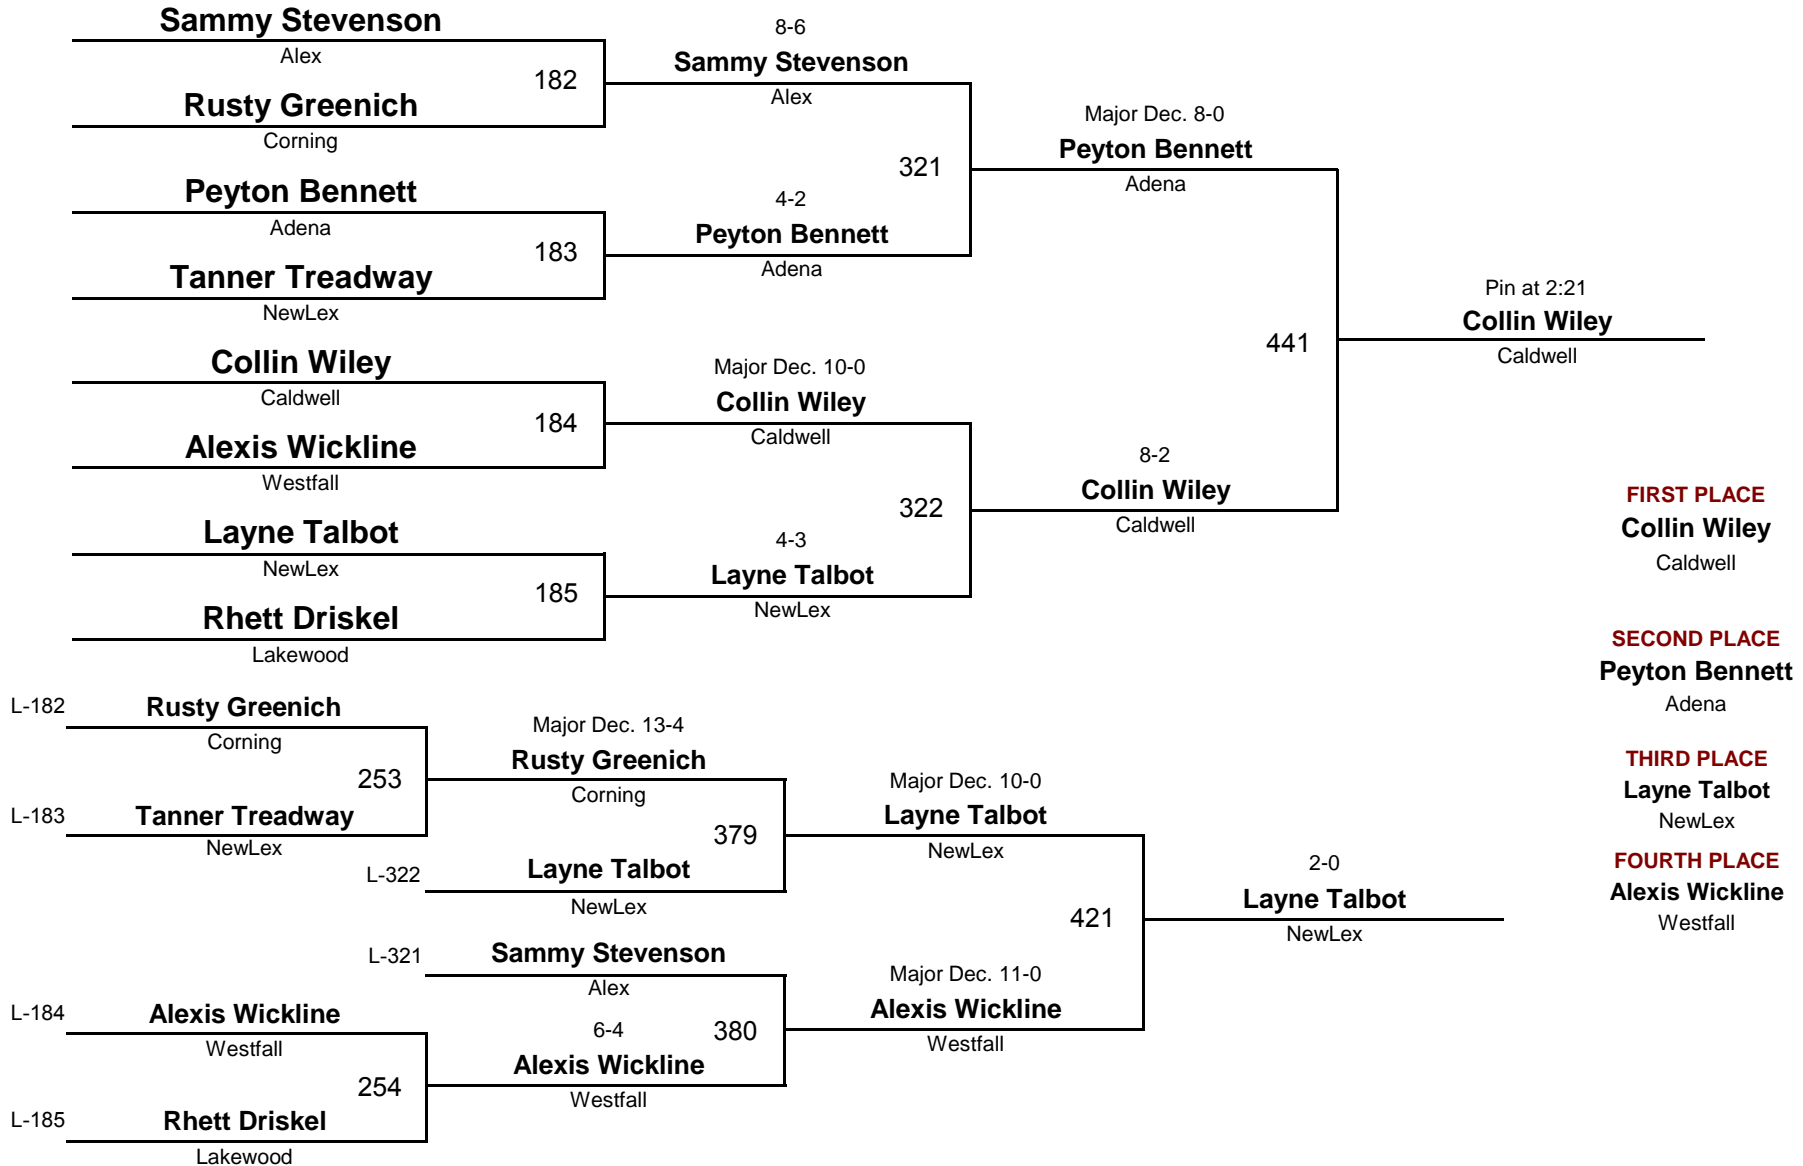 Sammy Stevenson
Alex
182
Rusty Greenich
Corning
Peyton Bennett
Adena
183
Tanner Treadway
NewLex
Collin Wiley
Caldwell
184
Alexis Wickline
Westfall
Layne Talbot
NewLex
185
Rhett Driskel
Lakewood
8-6
Sammy Stevenson
Alex
321
4-2
Peyton Bennett
Adena
Major Dec. 10-0
Collin Wiley
Caldwell
322
4-3
Layne Talbot
NewLex
Major Dec. 8-0
Peyton Bennett
Adena
441
8-2
Collin Wiley
Caldwell
Pin at 2:21
Collin Wiley
Caldwell
L-182
Rusty Greenich
Corning
253
L-183
Tanner Treadway
NewLex
Major Dec. 13-4
Rusty Greenich
Corning
379
L-322
Layne Talbot
NewLex
L-321
Sammy Stevenson
Alex
380
L-184
Alexis Wickline
Westfall
254
L-185
Rhett Driskel
Lakewood
6-4
Alexis Wickline
Westfall
Major Dec. 10-0
Layne Talbot
NewLex
421
Major Dec. 11-0
Alexis Wickline
Westfall
2-0
Layne Talbot
NewLex
FIRST PLACE
Collin Wiley
Caldwell
SECOND PLACE
Peyton Bennett
Adena
THIRD PLACE
Layne Talbot
NewLex
FOURTH PLACE
Alexis Wickline
Westfall